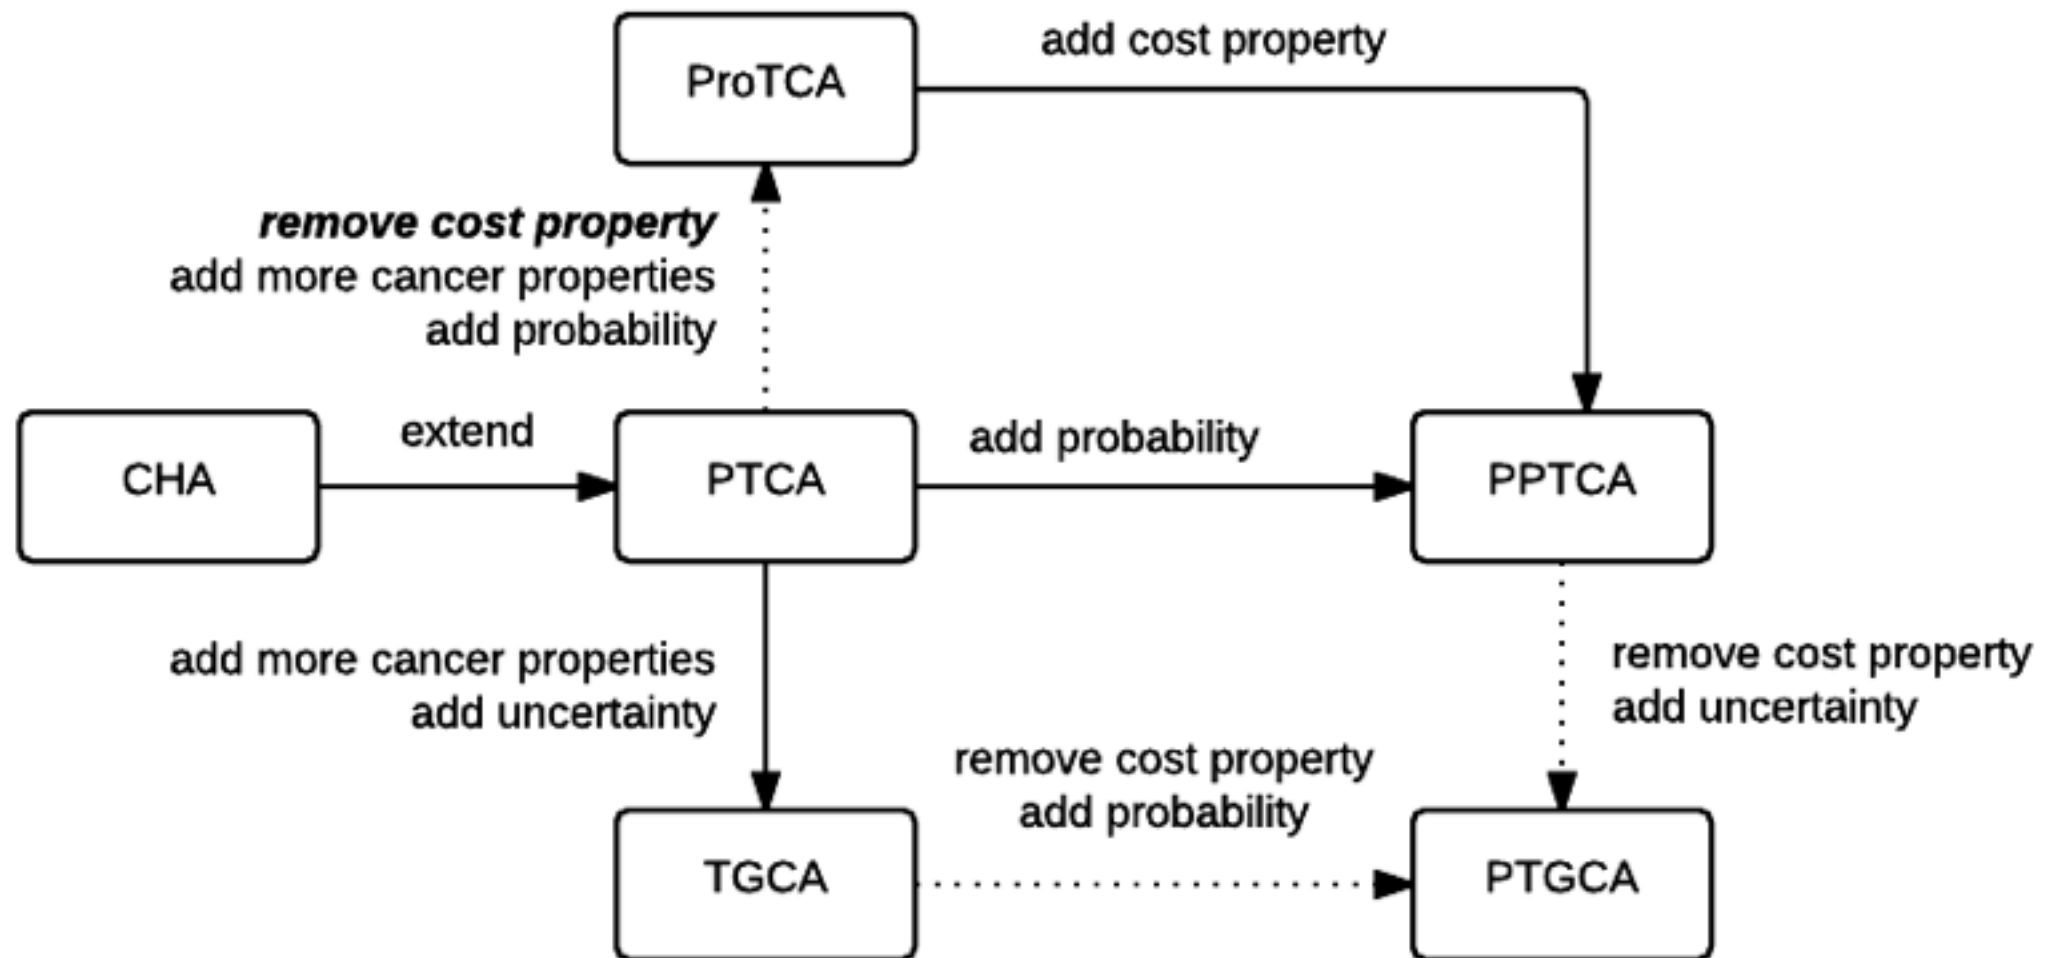 ProTCA
add cost property
remove cost property
add more cancer properties
add probability
CHA
extend
PTCA
add probability
PPTCA
add more cancer properties
add uncertainty
remove cost property
add uncertainty
remove cost property
add probability
TGCA
PTGCA